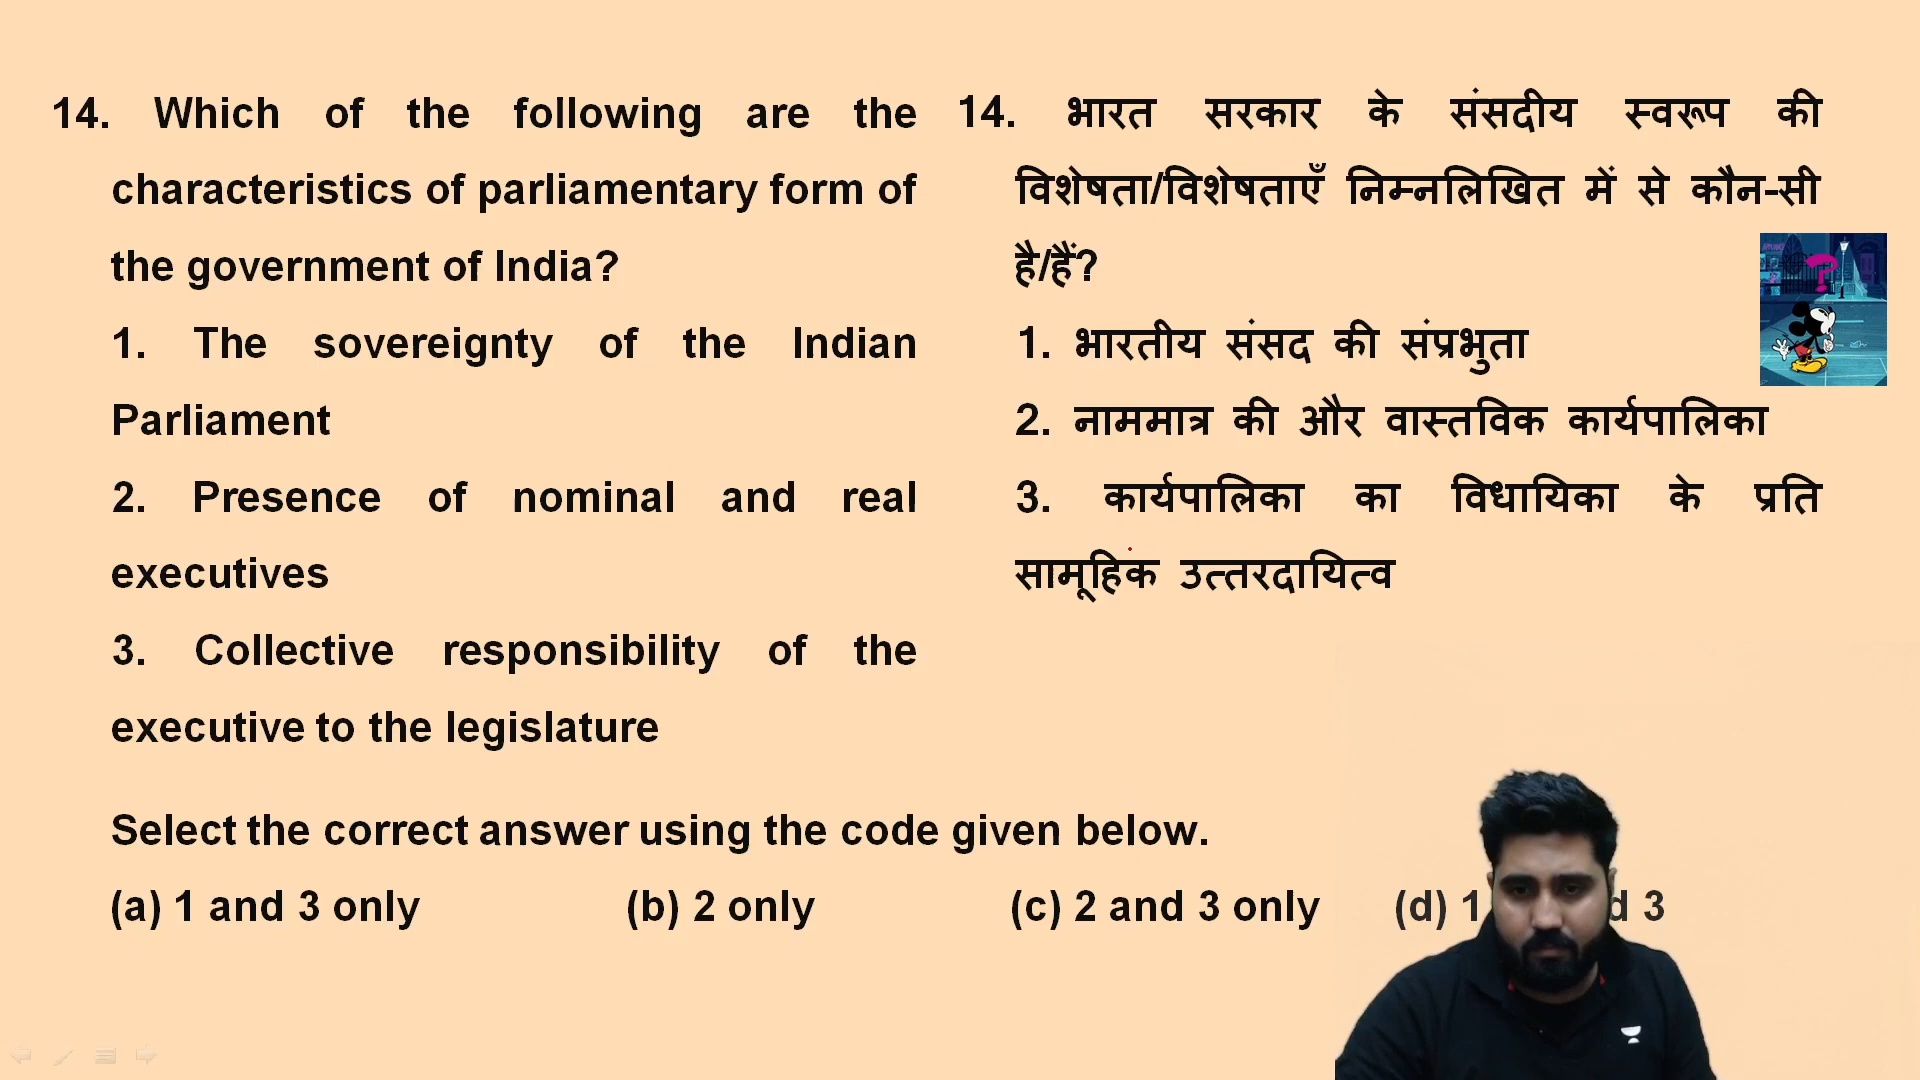 14. Which of the following are the
characteristics of parliamentary form of
the government of India?
1. The sovereignty of the Indian
Parliament
2. Presence of nominal and real
executives
3. Collective responsibility of the
executive to the legislature
14. भारत सरकार के संसदीय स्वरूप की
विशेषता/विशेषताएँ निम्नलिखित में से कौन-सी
है/हैं?
1. भारतीय संसद की संप्रभुता
2. नाममात्र की और वास्तविक कार्यपालिका
3. कार्यपालिका का विधायिका के प्रति
सामूहिक उत्तरदायित्व
Select the correct answer using the code given below.
(a) 1 and 3 only (b) 2 only (c) 2 and 3 only (d) 1 3